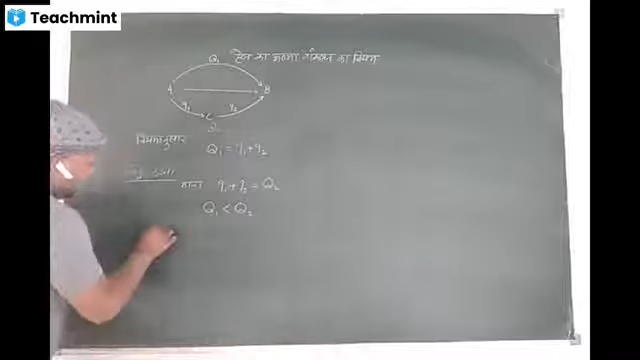 Teachmint
हैस का ऊष्मा संकलन का नियम
Q₁
A B
q₁ C q₂
नियमानुसार Q₁ = q₁+q₂
माना q₁+q₂ = Q₂
Q₁ < Q₂